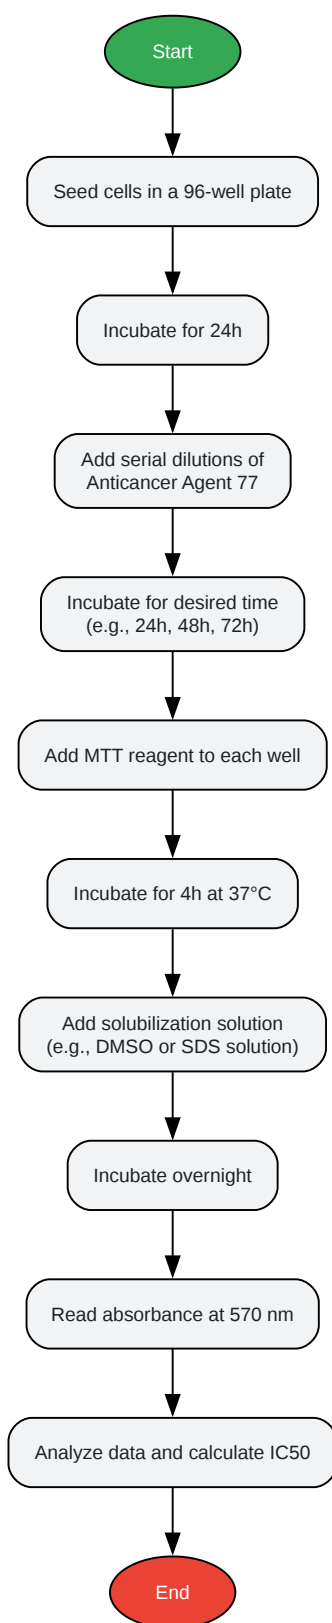 Start
Seed cells in a 96-well plate
Incubate for 24h
Add serial dilutions of
Anticancer Agent 77
Incubate for desired time
(e.g., 24h, 48h, 72h)
Add MTT reagent to each well
Incubate for 4h at 37°C
Add solubilization solution
(e.g., DMSO or SDS solution)
Incubate overnight
Read absorbance at 570 nm
Analyze data and calculate IC50
End